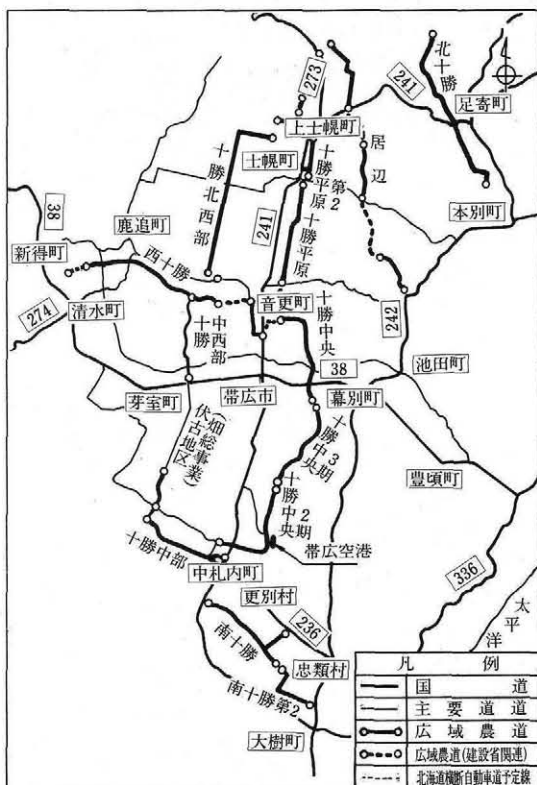 273
北十勝
241
足寄町
上士幌町
士幌町
居辺
十勝平原第2
十勝北西部
241
十勝平原
本別町
38
鹿追町
新得町
西十勝
274
清水町
音更町
十勝中西部
十勝中央
242
38
池田町
芽室町
帯広市
幕別町
(畑総事業)
伏古地区
十勝中央3期
豊頃町
十勝中央2期
帯広空港
十勝中部
中札内町
336
更別村
236
太平洋
南十勝
忠類村
南十勝第2
大樹町
凡例
国道
主要道道
広域農道
広域農道(建設省関連)
北海道横断自動車道予定線